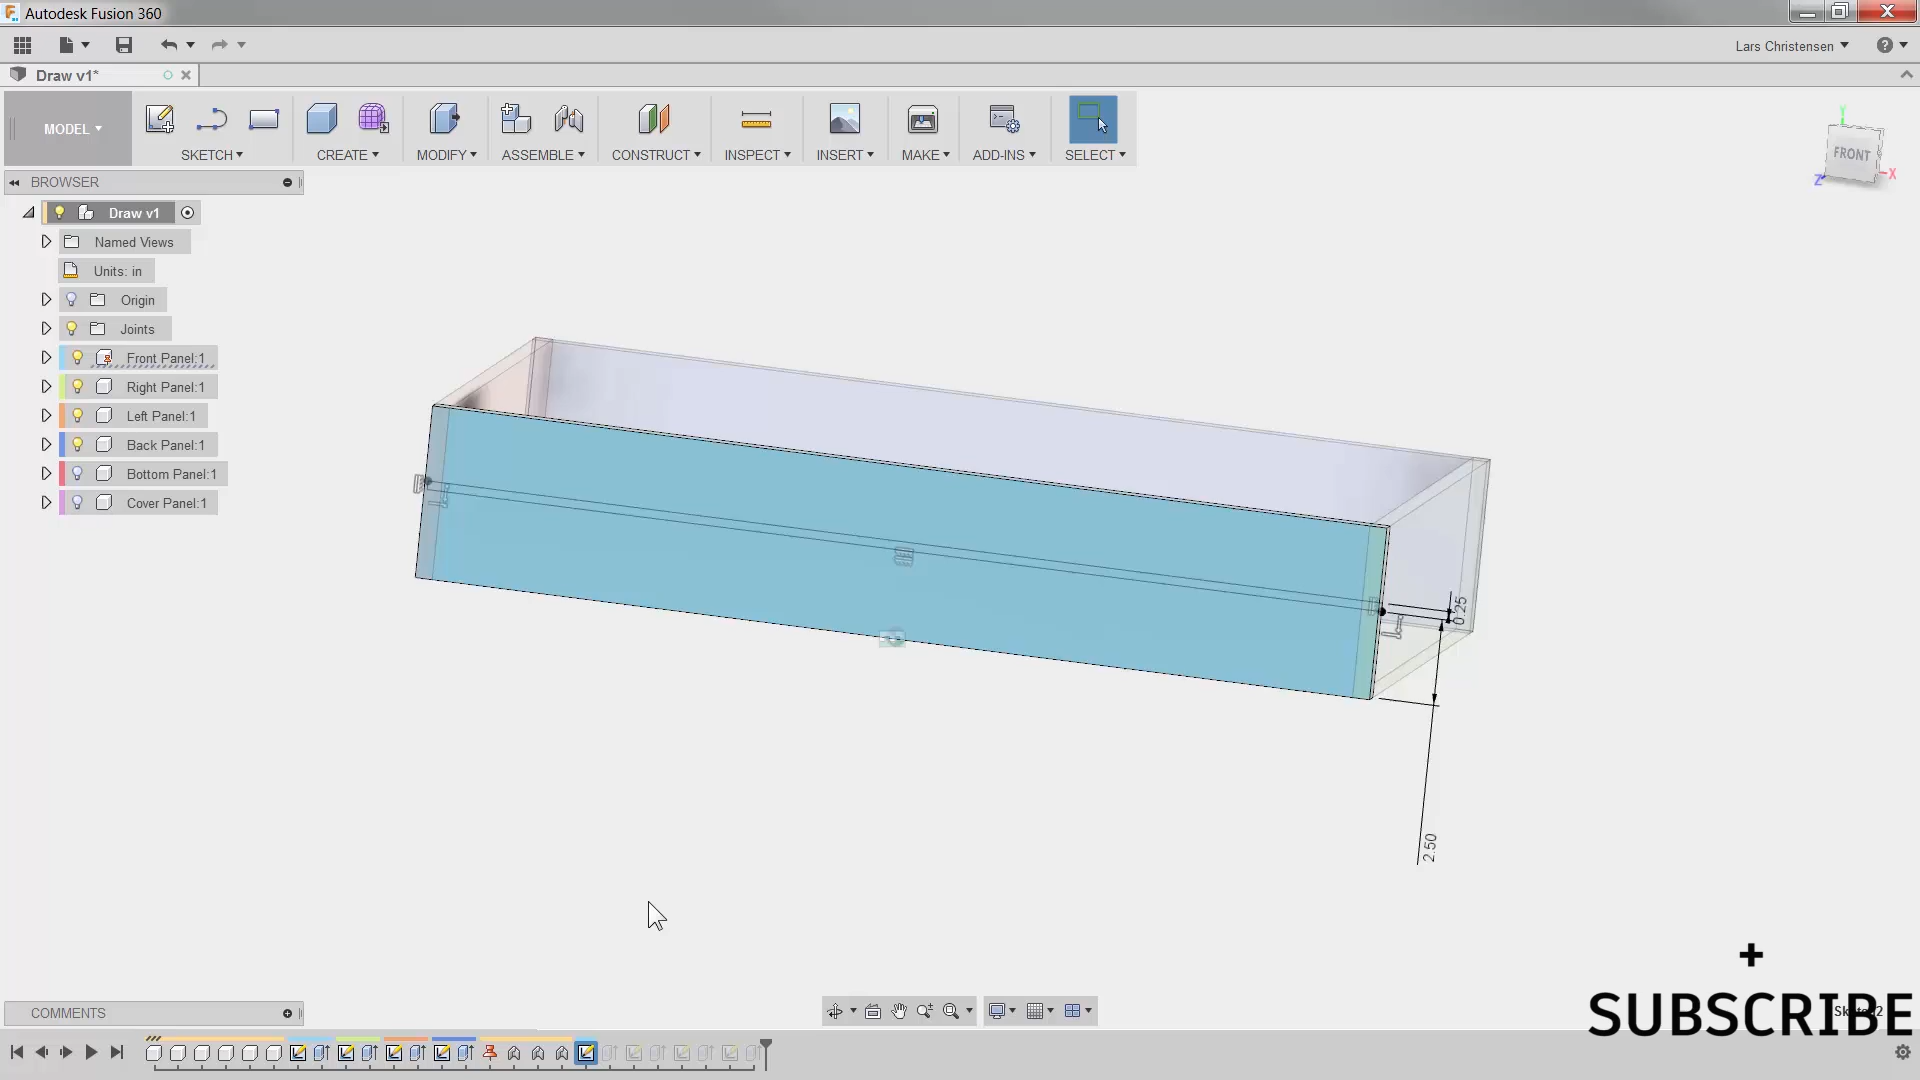 Autodesk Fusion 360
Lars Christensen
Draw v1*
MODEL
SKETCH
CREATE
MODIFY
ASSEMBLE
CONSTRUCT
INSPECT
INSERT
MAKE
ADD-INS
SELECT
FRONT
Y
X
Z
BROWSER
Draw v1
Named Views
Units: in
Origin
Joints
Front Panel:1
Right Panel:1
Left Panel:1
Back Panel:1
Bottom Panel:1
Cover Panel:1
0.25
2.50
+
SUBSCRIBE
COMMENTS